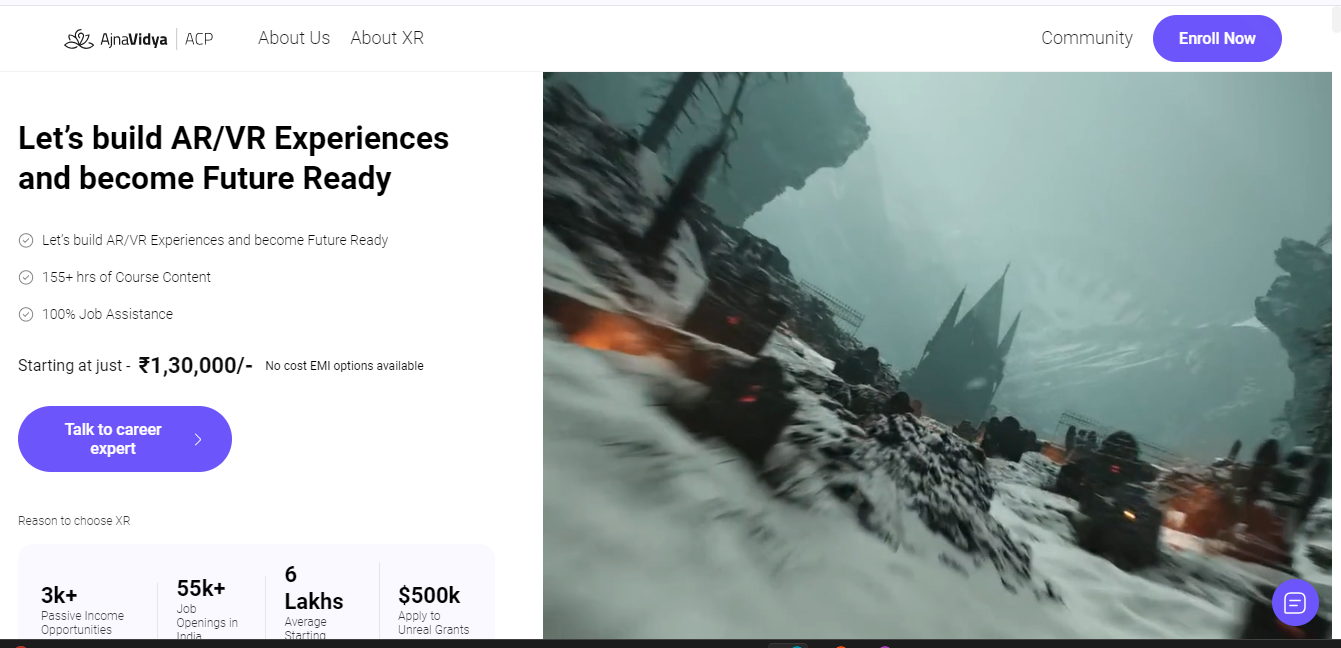 AjnaVidya | ACP
About Us
About XR
Community
Enroll Now
Let’s build AR/VR Experiences
and become Future Ready
Let’s build AR/VR Experiences and become Future Ready
155+ hrs of Course Content
100% Job Assistance
Starting at just - ₹1,30,000/- No cost EMI options available
Talk to career
expert
Reason to choose XR
3k+
Passive Income
Opportunities
55k+
Job
Openings in
India
6
Lakhs
Average
Starting
$500k
Apply to
Unreal Grants